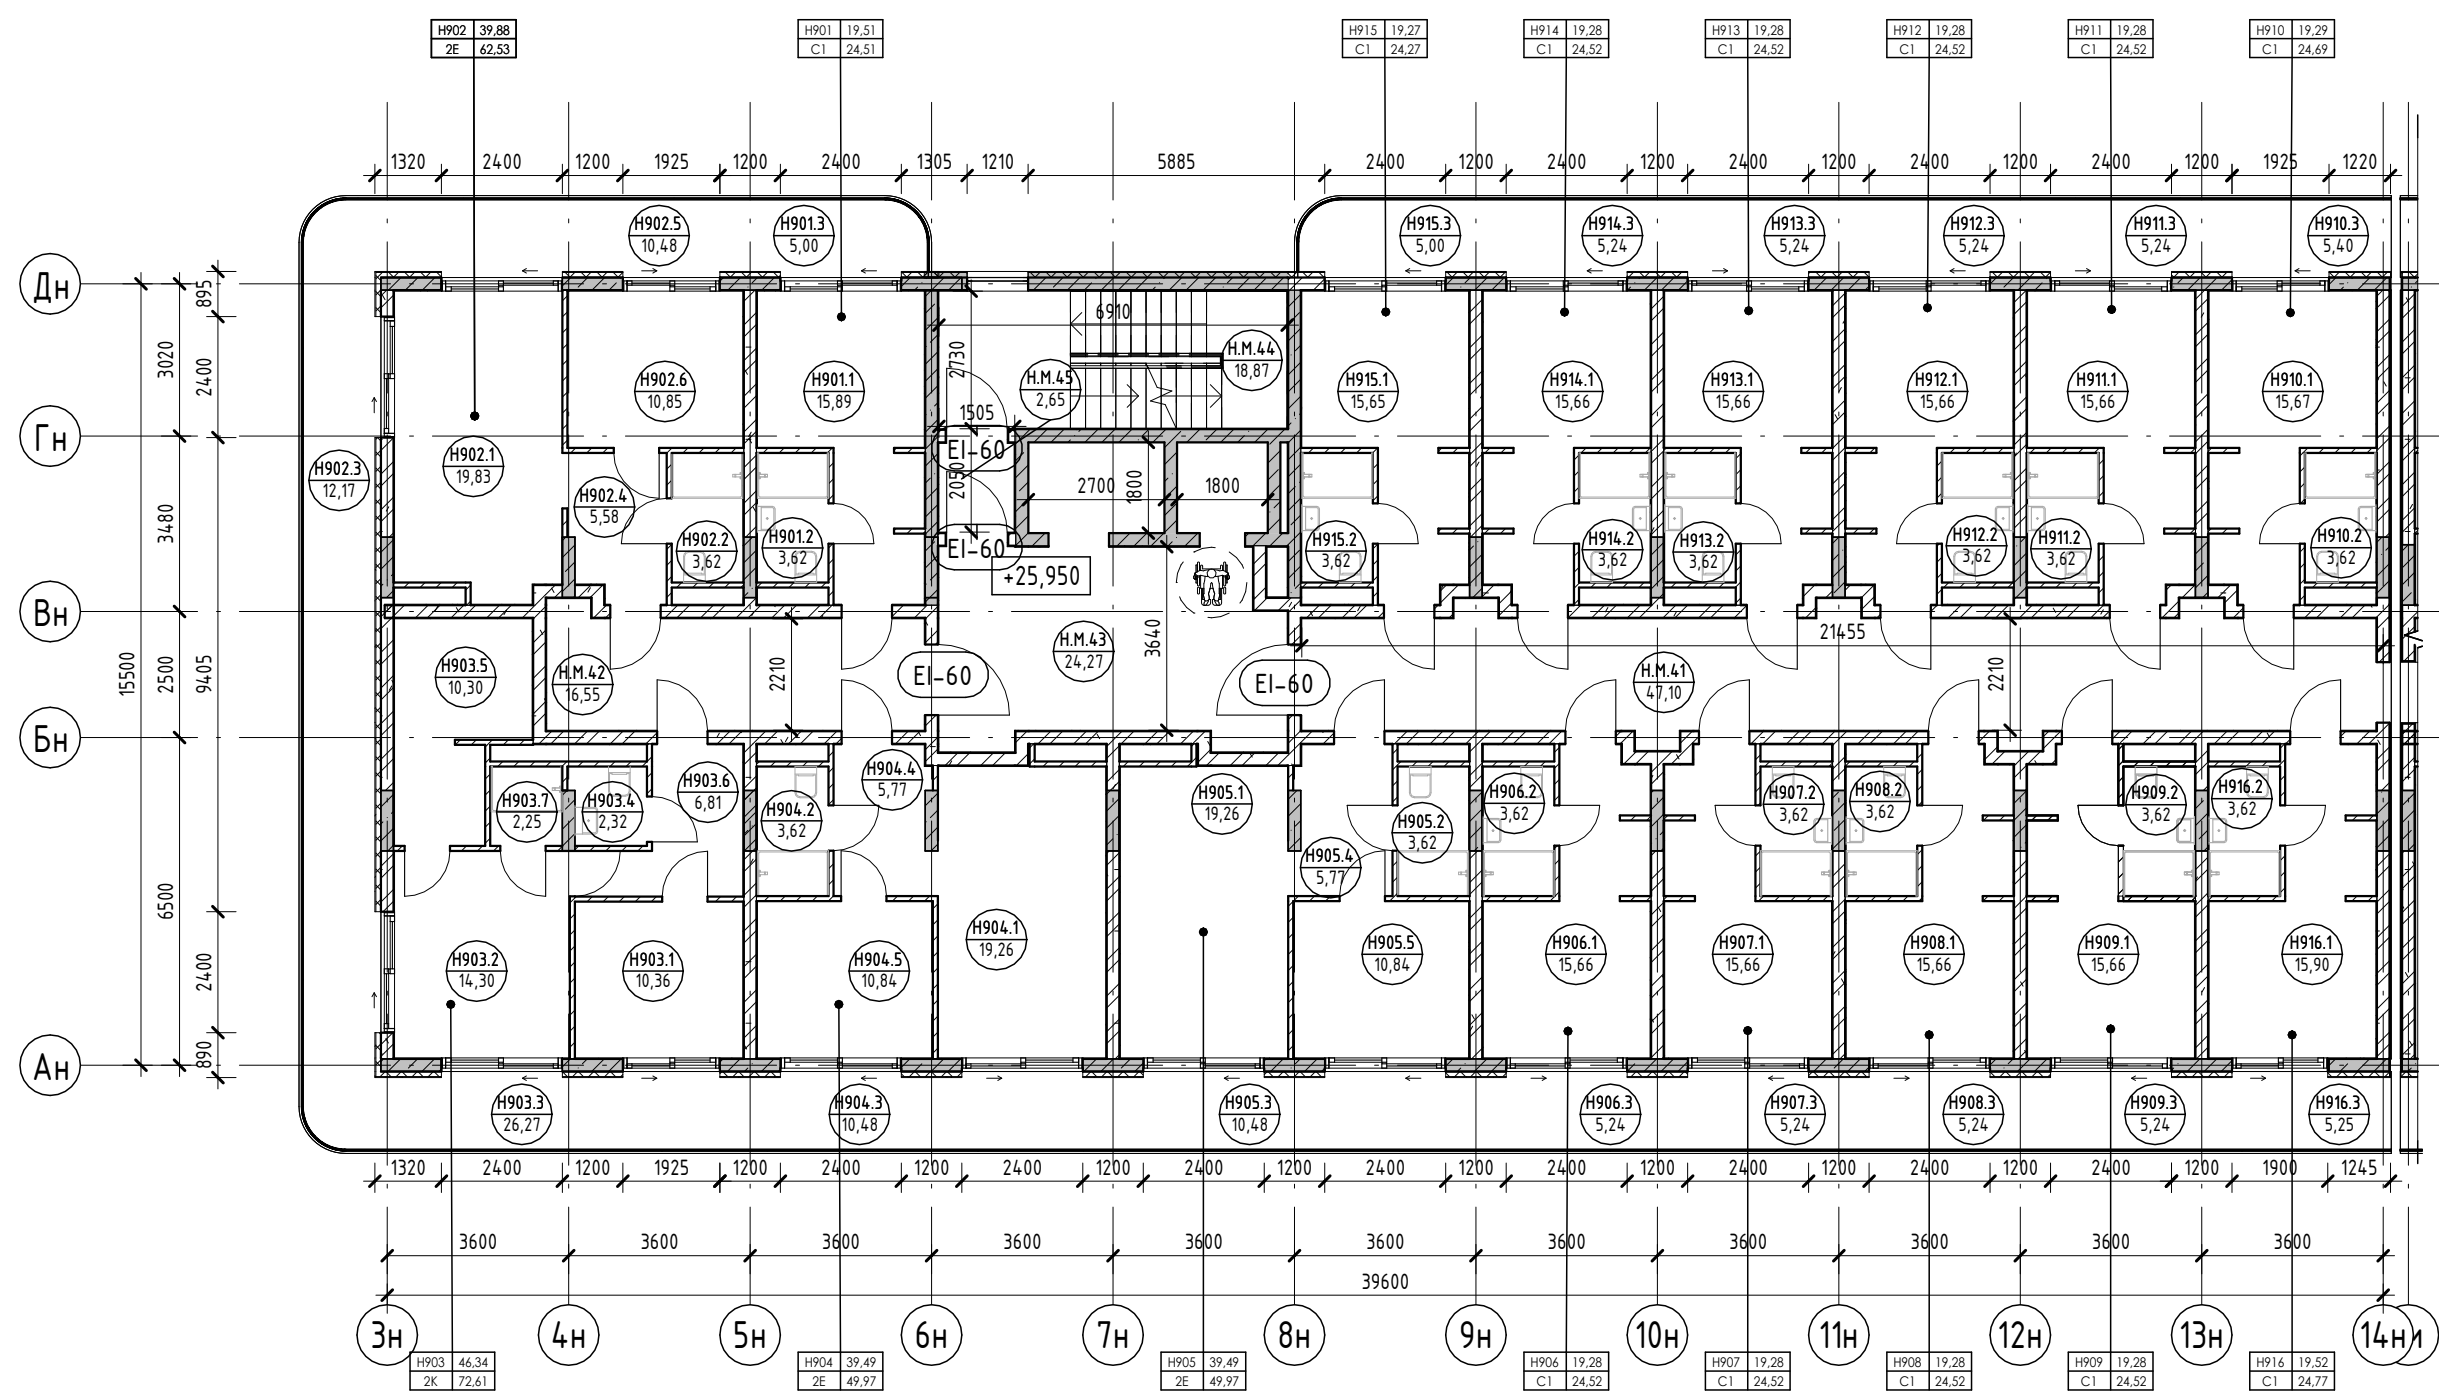 Н902 39,88
2Е 62,53
Н901 19,51
С1 24,51
Н915 19,27
С1 24,27
Н914 19,28
С1 24,52
Н913 19,28
С1 24,52
Н912 19,28
С1 24,52
Н911 19,28
С1 24,52
Н910 19,29
С1 24,69
1320 2400 1200 1925 1200 2400 1305 1210 5885 2400 1200 2400 1200 2400 1200 2400 1200 2400 1200 1925 1220
Н902.5
10,48
Н901.3
5,00
Н915.3
5,00
Н914.3
5,24
Н913.3
5,24
Н912.3
5,24
Н911.3
5,24
Н910.3
5,40
Дн
895
6910
3020
2400
2730
Н.М.44
18,87
Н.М.45
2,65
Н902.6
10,85
Н901.1
15,89
Н915.1
15,65
Н914.1
15,66
Н913.1
15,66
Н912.1
15,66
Н911.1
15,66
Н910.1
15,67
1505
Гн
EI-60
Н902.3
12,17
Н902.1
19,83
Н902.4
5,58
2050
2700
1800
1800
3480
Н902.2
3,62
Н901.2
3,62
EI-60
Н915.2
3,62
Н914.2
3,62
Н913.2
3,62
Н912.2
3,62
Н911.2
3,62
Н910.2
3,62
+25,950
Вн
15500
2500
9405
Н903.5
10,30
Н.М.42
16,55
2210
EI-60
Н.М.43
24,27
3640
EI-60
21455
Н.М.41
47,10
2210
Бн
Н903.7
2,25
Н903.4
2,32
Н903.6
6,81
Н904.2
3,62
Н904.4
5,77
Н905.1
19,26
Н905.4
5,77
Н905.2
3,62
Н906.2
3,62
Н907.2
3,62
Н908.2
3,62
Н909.2
3,62
Н916.2
3,62
6500
2400
Н903.2
14,30
Н903.1
10,36
Н904.5
10,84
Н904.1
19,26
Н905.5
10,84
Н906.1
15,66
Н907.1
15,66
Н908.1
15,66
Н909.1
15,66
Н916.1
15,90
890
Ан
Н903.3
26,27
Н904.3
10,48
Н905.3
10,48
Н906.3
5,24
Н907.3
5,24
Н908.3
5,24
Н909.3
5,24
Н916.3
5,25
1320 2400 1200 1925 1200 2400 1200 2400 1200 2400 1200 2400 1200 2400 1200 2400 1200 2400 1200 2400 1200 1900 1245
3600 3600 3600 3600 3600 3600 3600 3600 3600 3600 3600
39600
3н 4н 5н 6н 7н 8н 9н 10н 11н 12н 13н 14н
Н903 46,34
2К 72,61
Н904 39,49
2Е 49,97
Н905 39,49
2Е 49,97
Н906 19,28
С1 24,52
Н907 19,28
С1 24,52
Н908 19,28
С1 24,52
Н909 19,28
С1 24,52
Н916 19,52
С1 24,77